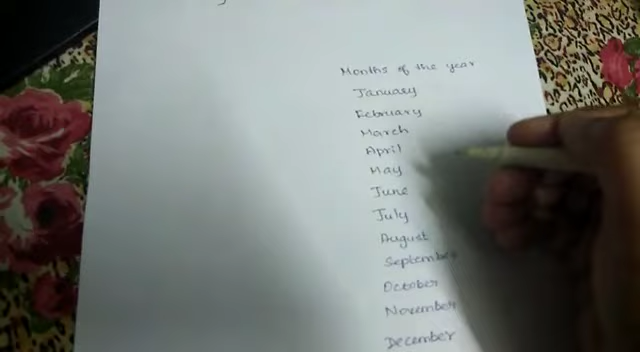 Months of the year
January
February
March
April
May
June
July
August
September
October
November
December